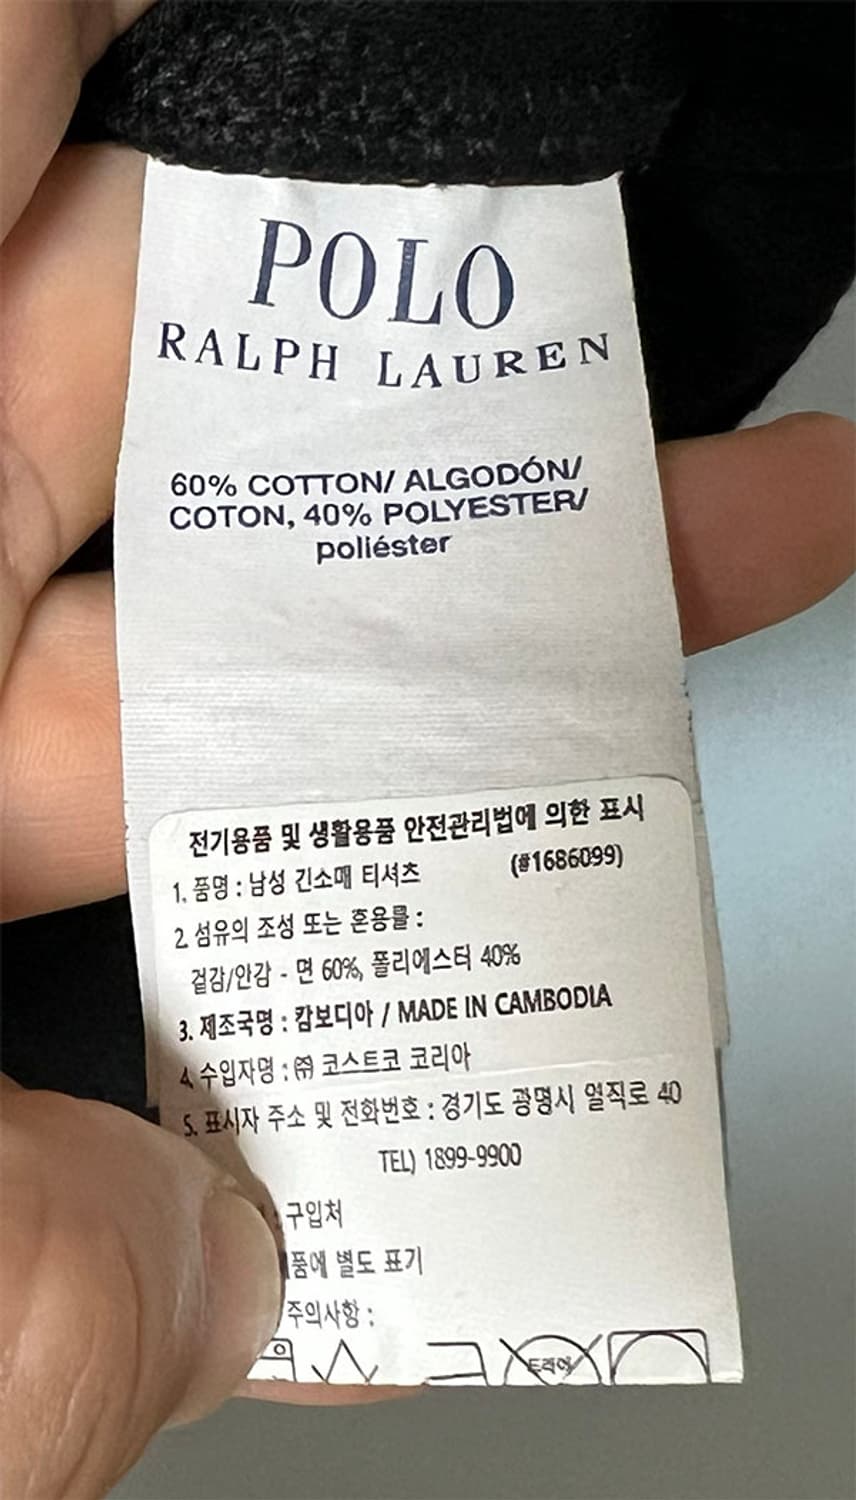 POLO
RALPH LAUREN
60% COTTON/ ALGODÓN/
COTON, 40% POLYESTER/
poliéster
전기용품 및 생활용품 안전관리법에 의한 표시
1. 품명 : 남성 긴소매 티셔츠 (#1686099)
2. 섬유의 조성 또는 혼용률 :
겉감/안감 - 면 60%, 폴리에스터 40%
3. 제조국명 : 캄보디아 / MADE IN CAMBODIA
4. 수입자명 : ㈜ 코스트코 코리아
5. 표시자 주소 및 전화번호 : 경기도 광명시 일직로 40
TEL) 1899-9900
: 구입처
품에 별도 표기
주의사항 :
드라이